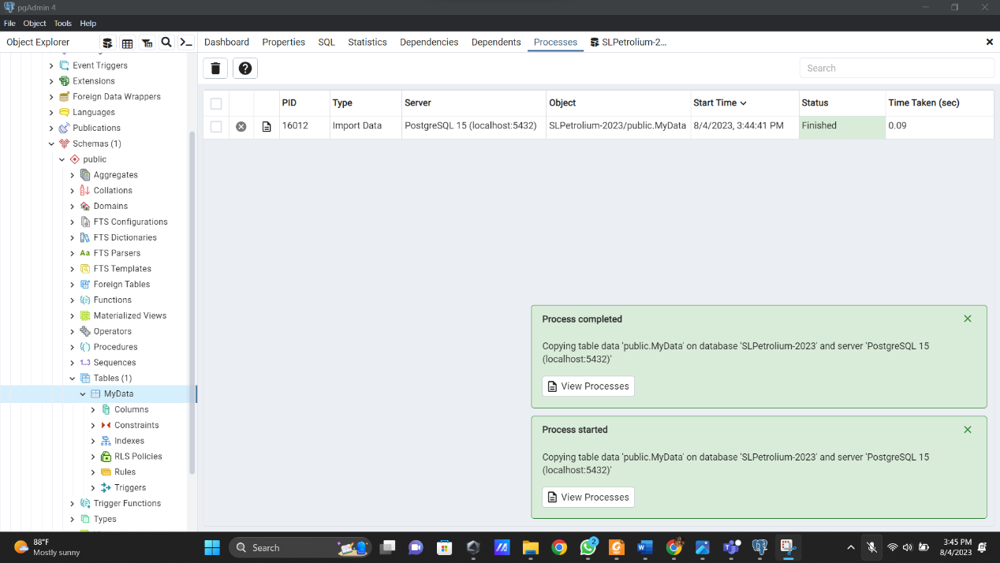 pgAdmin 4
File Object Tools Help
Object Explorer
Dashboard Properties SQL Statistics Dependencies Dependents Processes SLPetrolium-2...
Event Triggers
Extensions
Foreign Data Wrappers
Languages
Publications
Schemas (1)
public
Aggregates
Collations
Domains
FTS Configurations
FTS Dictionaries
Aa FTS Parsers
FTS Templates
Foreign Tables
Functions
Materialized Views
Operators
Procedures
1..3 Sequences
Tables (1)
MyData
Columns
Constraints
Indexes
RLS Policies
Rules
Triggers
Trigger Functions
Types
Search
PID Type Server Object Start Time Status Time Taken (sec)
16012 Import Data PostgreSQL 15 (localhost:5432) SLPetrolium-2023/public.MyData 8/4/2023, 3:44:41 PM Finished 0.09
Process completed
Copying table data 'public.MyData' on database 'SLPetrolium-2023' and server 'PostgreSQL 15
(localhost:5432)'
View Processes
Process started
Copying table data 'public.MyData' on database 'SLPetrolium-2023' and server 'PostgreSQL 15
(localhost:5432)'
View Processes
88°F
Mostly sunny
Search
2
3:45 PM
8/4/2023